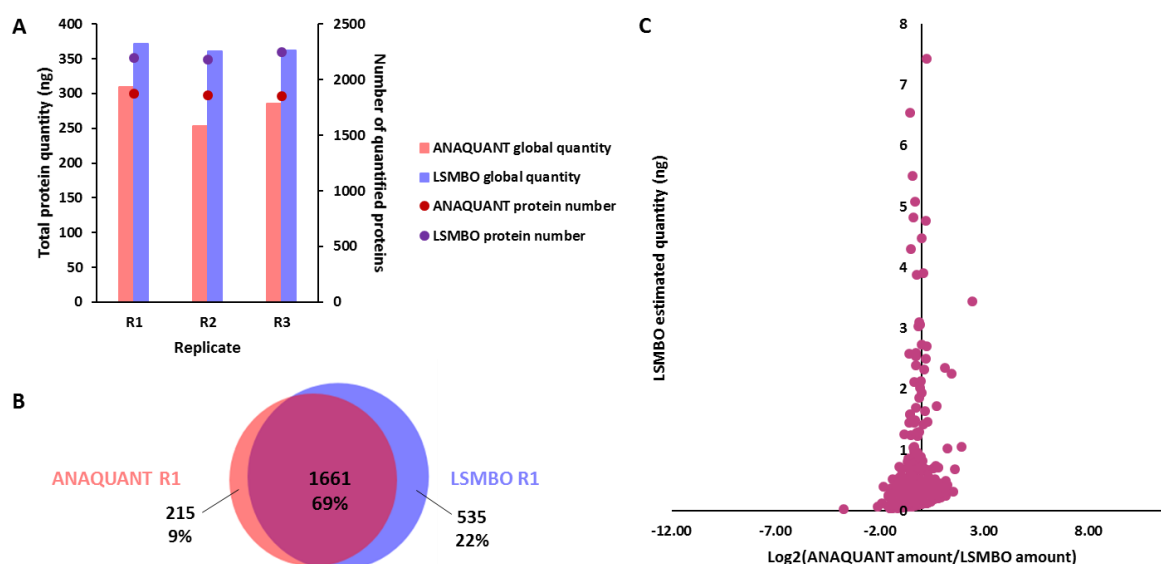 A
Total protein quantity (ng)
400
350
300
250
200
150
100
50
0
2500
2000
1500
1000
500
0
Number of quantified proteins
R1
R2
R3
Replicate
ANAQUANT global quantity
LSMBO global quantity
ANAQUANT protein number
LSMBO protein number
B
ANAQUANT R1
215
9%
1661
69%
LSMBO R1
535
22%
C
LSMBO estimated quantity (ng)
8
7
6
5
4
3
2
1
0
-12.00
-7.00
-2.00
3.00
8.00
Log2(ANAQUANT amount/LSMBO amount)